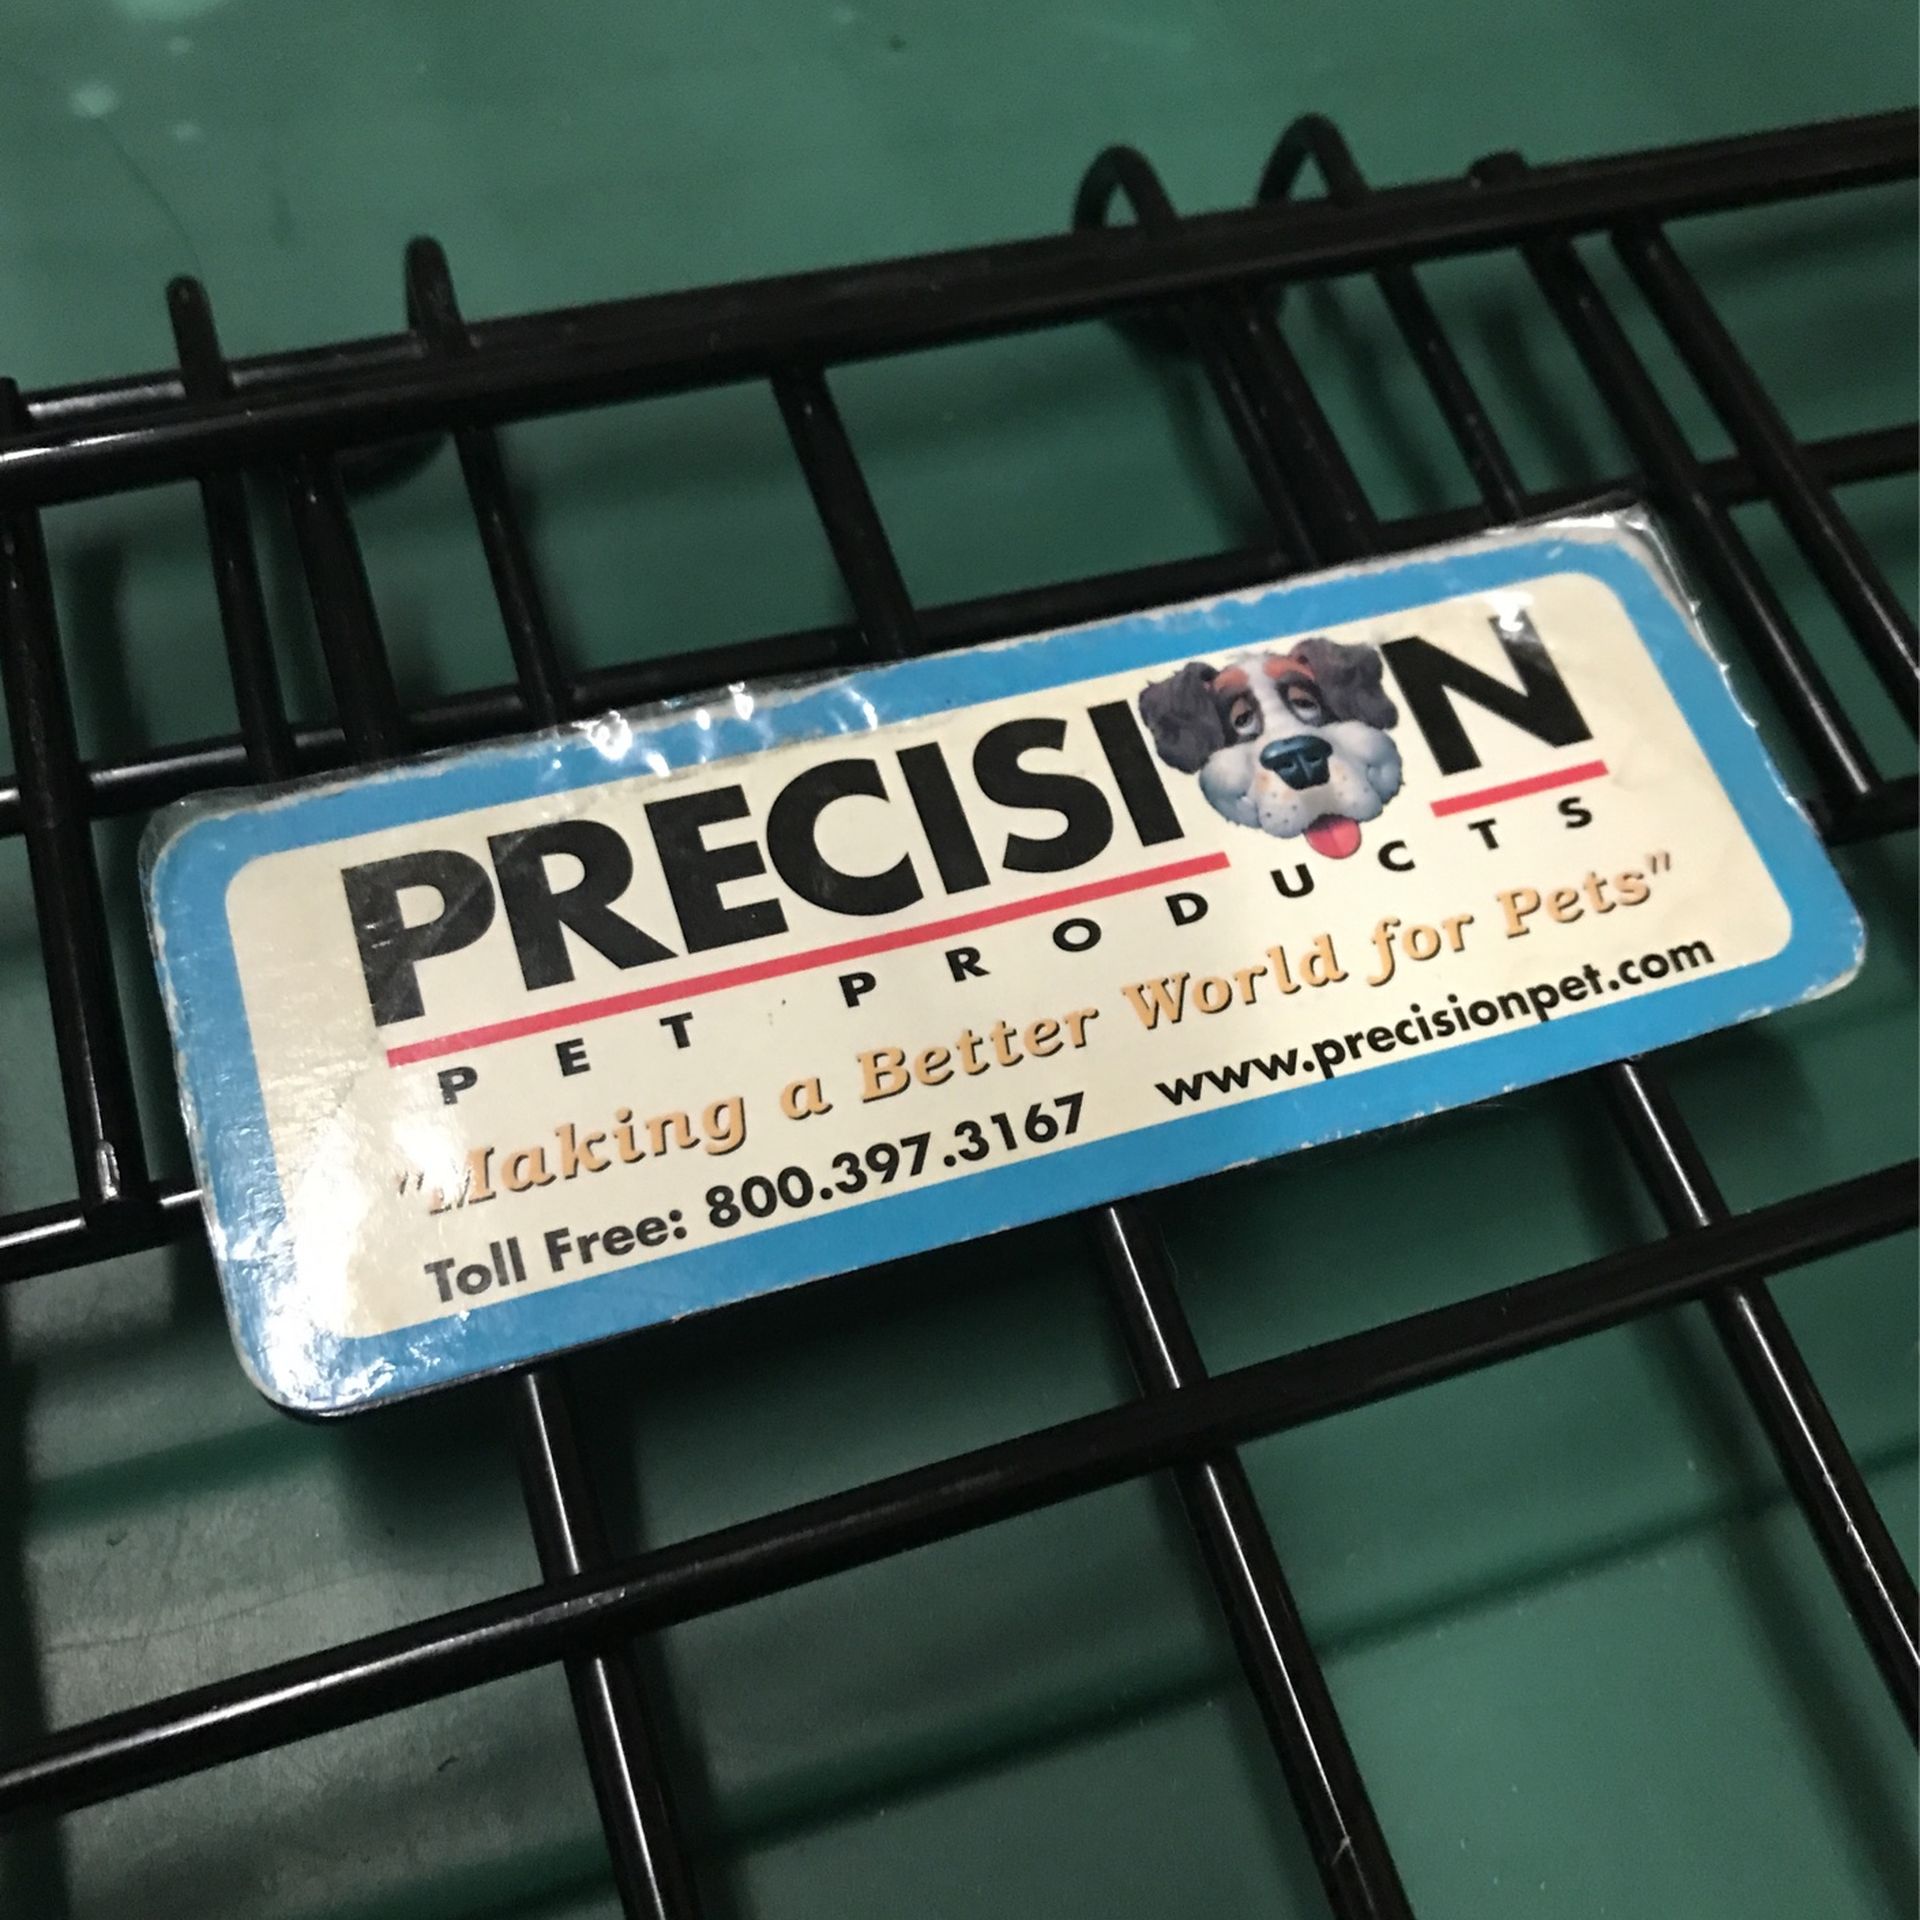 PRECISION
PET PRODUCTS
"Making a Better World for Pets"
Toll Free: 800.397.3167 www.precisionpet.com